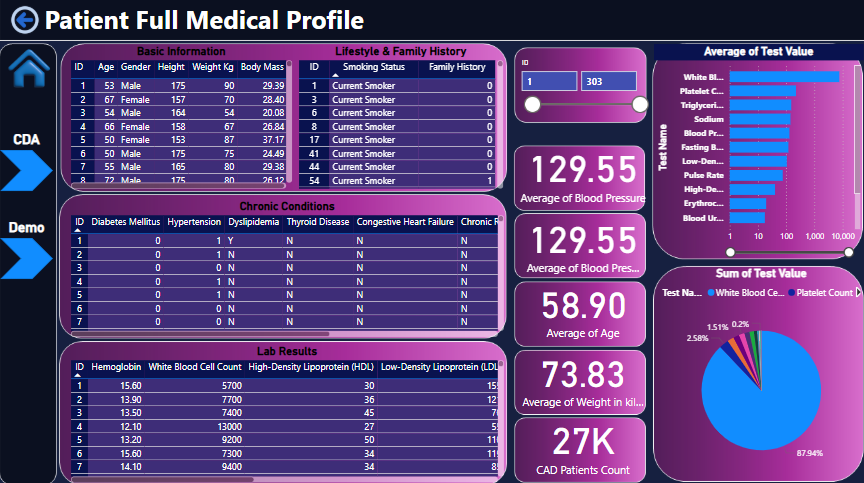 Patient Full Medical Profile
CDA
Demo
Basic Information
ID Age Gender Height Weight Kg Body Mass
1 53 Male 175 90 29.39
2 67 Female 157 70 28.40
3 54 Male 164 54 20.08
4 66 Female 158 67 26.84
5 50 Female 153 87 37.17
6 50 Male 175 75 24.49
7 55 Male 165 80 29.38
8 72 Male 175 80 26.12
Lifestyle & Family History
ID Smoking Status Family History
1 Current Smoker 0
3 Current Smoker 0
6 Current Smoker 0
8 Current Smoker 0
17 Current Smoker 0
41 Current Smoker 0
44 Current Smoker 0
54 Current Smoker 1
Chronic Conditions
ID Diabetes Mellitus Hypertension Dyslipidemia Thyroid Disease Congestive Heart Failure Chronic R
1 0 1 Y N N N
2 0 1 N N N N
3 0 0 N N N N
4 0 1 N N N N
5 0 1 N N N N
6 0 0 N N N N
7 0 0 N N N N
Lab Results
ID Hemoglobin White Blood Cell Count High-Density Lipoprotein (HDL) Low-Density Lipoprotein (LDL
1 15.60 5700 30 155
2 13.90 7700 36 121
3 13.50 7400 45 70
4 12.10 13000 27 55
5 13.20 9200 50 110
6 15.60 7300 34
7 14.10 9400 34
ID
1 303
129.55
Average of Blood Pressure
129.55
Average of Blood Pres...
58.90
Average of Age
73.83
Average of Weight in kil...
27K
CAD Patients Count
Average of Test Value
Test Name
White Bl...
Platelet C...
Triglyceri...
Sodium
Blood Pr...
Fasting B...
Low-Den...
Pulse Rate
High-De...
Erythroc...
Blood Ur...
1 10 100 1,000 10,000
Sum of Test Value
Test Na... White Blood Ce... Platelet Count
1.51% 0.2%
2.58%
87.94%